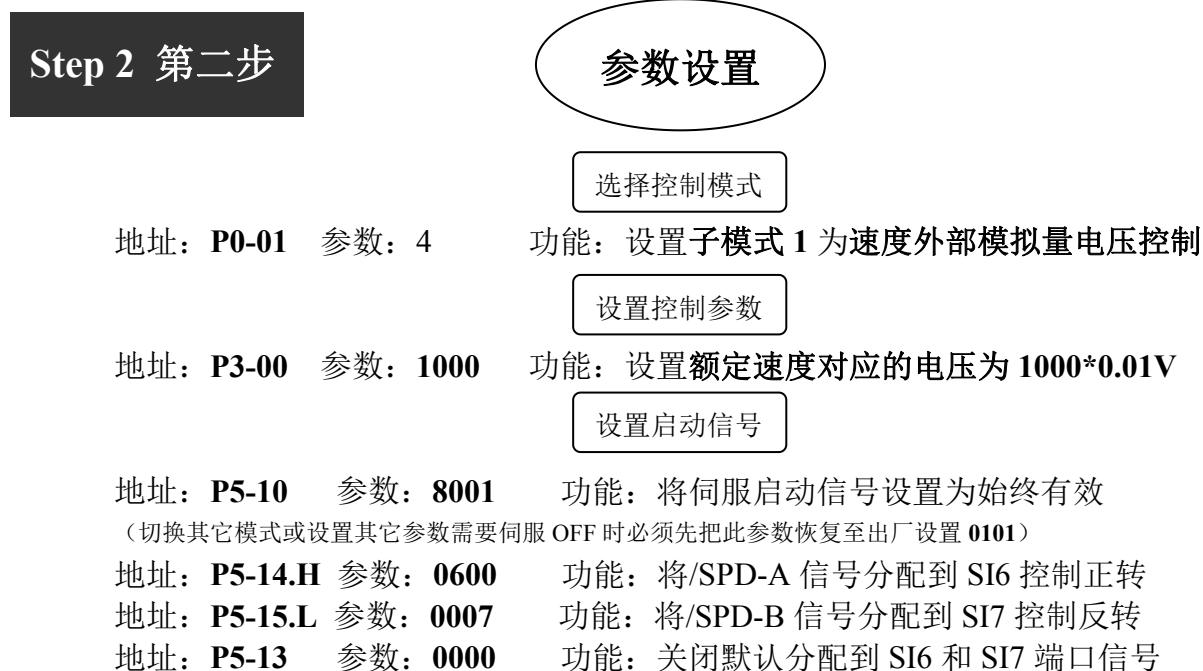 Step 2 第二步
参数设置
选择控制模式
地址：P0-01 参数：4 功能：设置子模式 1 为速度外部模拟量电压控制
设置控制参数
地址：P3-00 参数：1000 功能：设置额定速度对应的电压为 1000*0.01V
设置启动信号
地址：P5-10 参数：8001 功能：将伺服启动信号设置为始终有效
（切换其它模式或设置其它参数需要伺服 OFF 时必须先把此参数恢复至出厂设置 0101）
地址：P5-14.H 参数：0600 功能：将/SPD-A 信号分配到 SI6 控制正转
地址：P5-15.L 参数：0007 功能：将/SPD-B 信号分配到 SI7 控制反转
地址：P5-13 参数：0000 功能：关闭默认分配到 SI6 和 SI7 端口信号